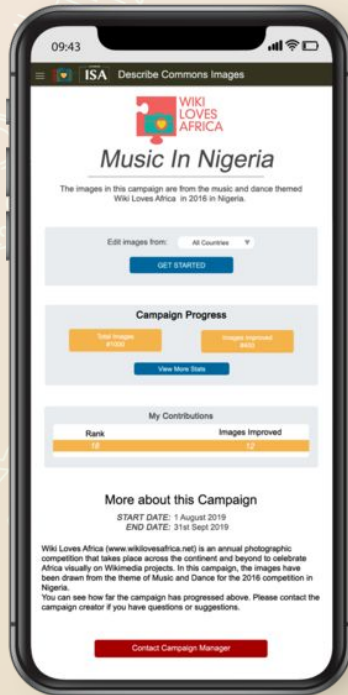 09:43
ISA Describe Commons Images
WIKI
LOVES
AFRICA
Music In Nigeria
The images in this campaign are from the music and dance themed
Wiki Loves Africa in 2016 in Nigeria.
Edit images from: All Countries
GET STARTED
Campaign Progress
Total Images Images improved
#1000 #400
View More Stats
My Contributions
Rank Images Improved
18 12
More about this Campaign
START DATE: 1 August 2019
END DATE: 31st Sept 2019
Wiki Loves Africa (www.wikilovesafrica.net) is an annual photographic
competition that takes place across the continent and beyond to celebrate
Africa visually on Wikimedia projects. In this campaign, the images have
been drawn from the theme of Music and Dance for the 2016 competition in
Nigeria.
You can see how far the campaign has progressed above. Please contact the
campaign creator if you have questions or suggestions.
Contact Campaign Manager